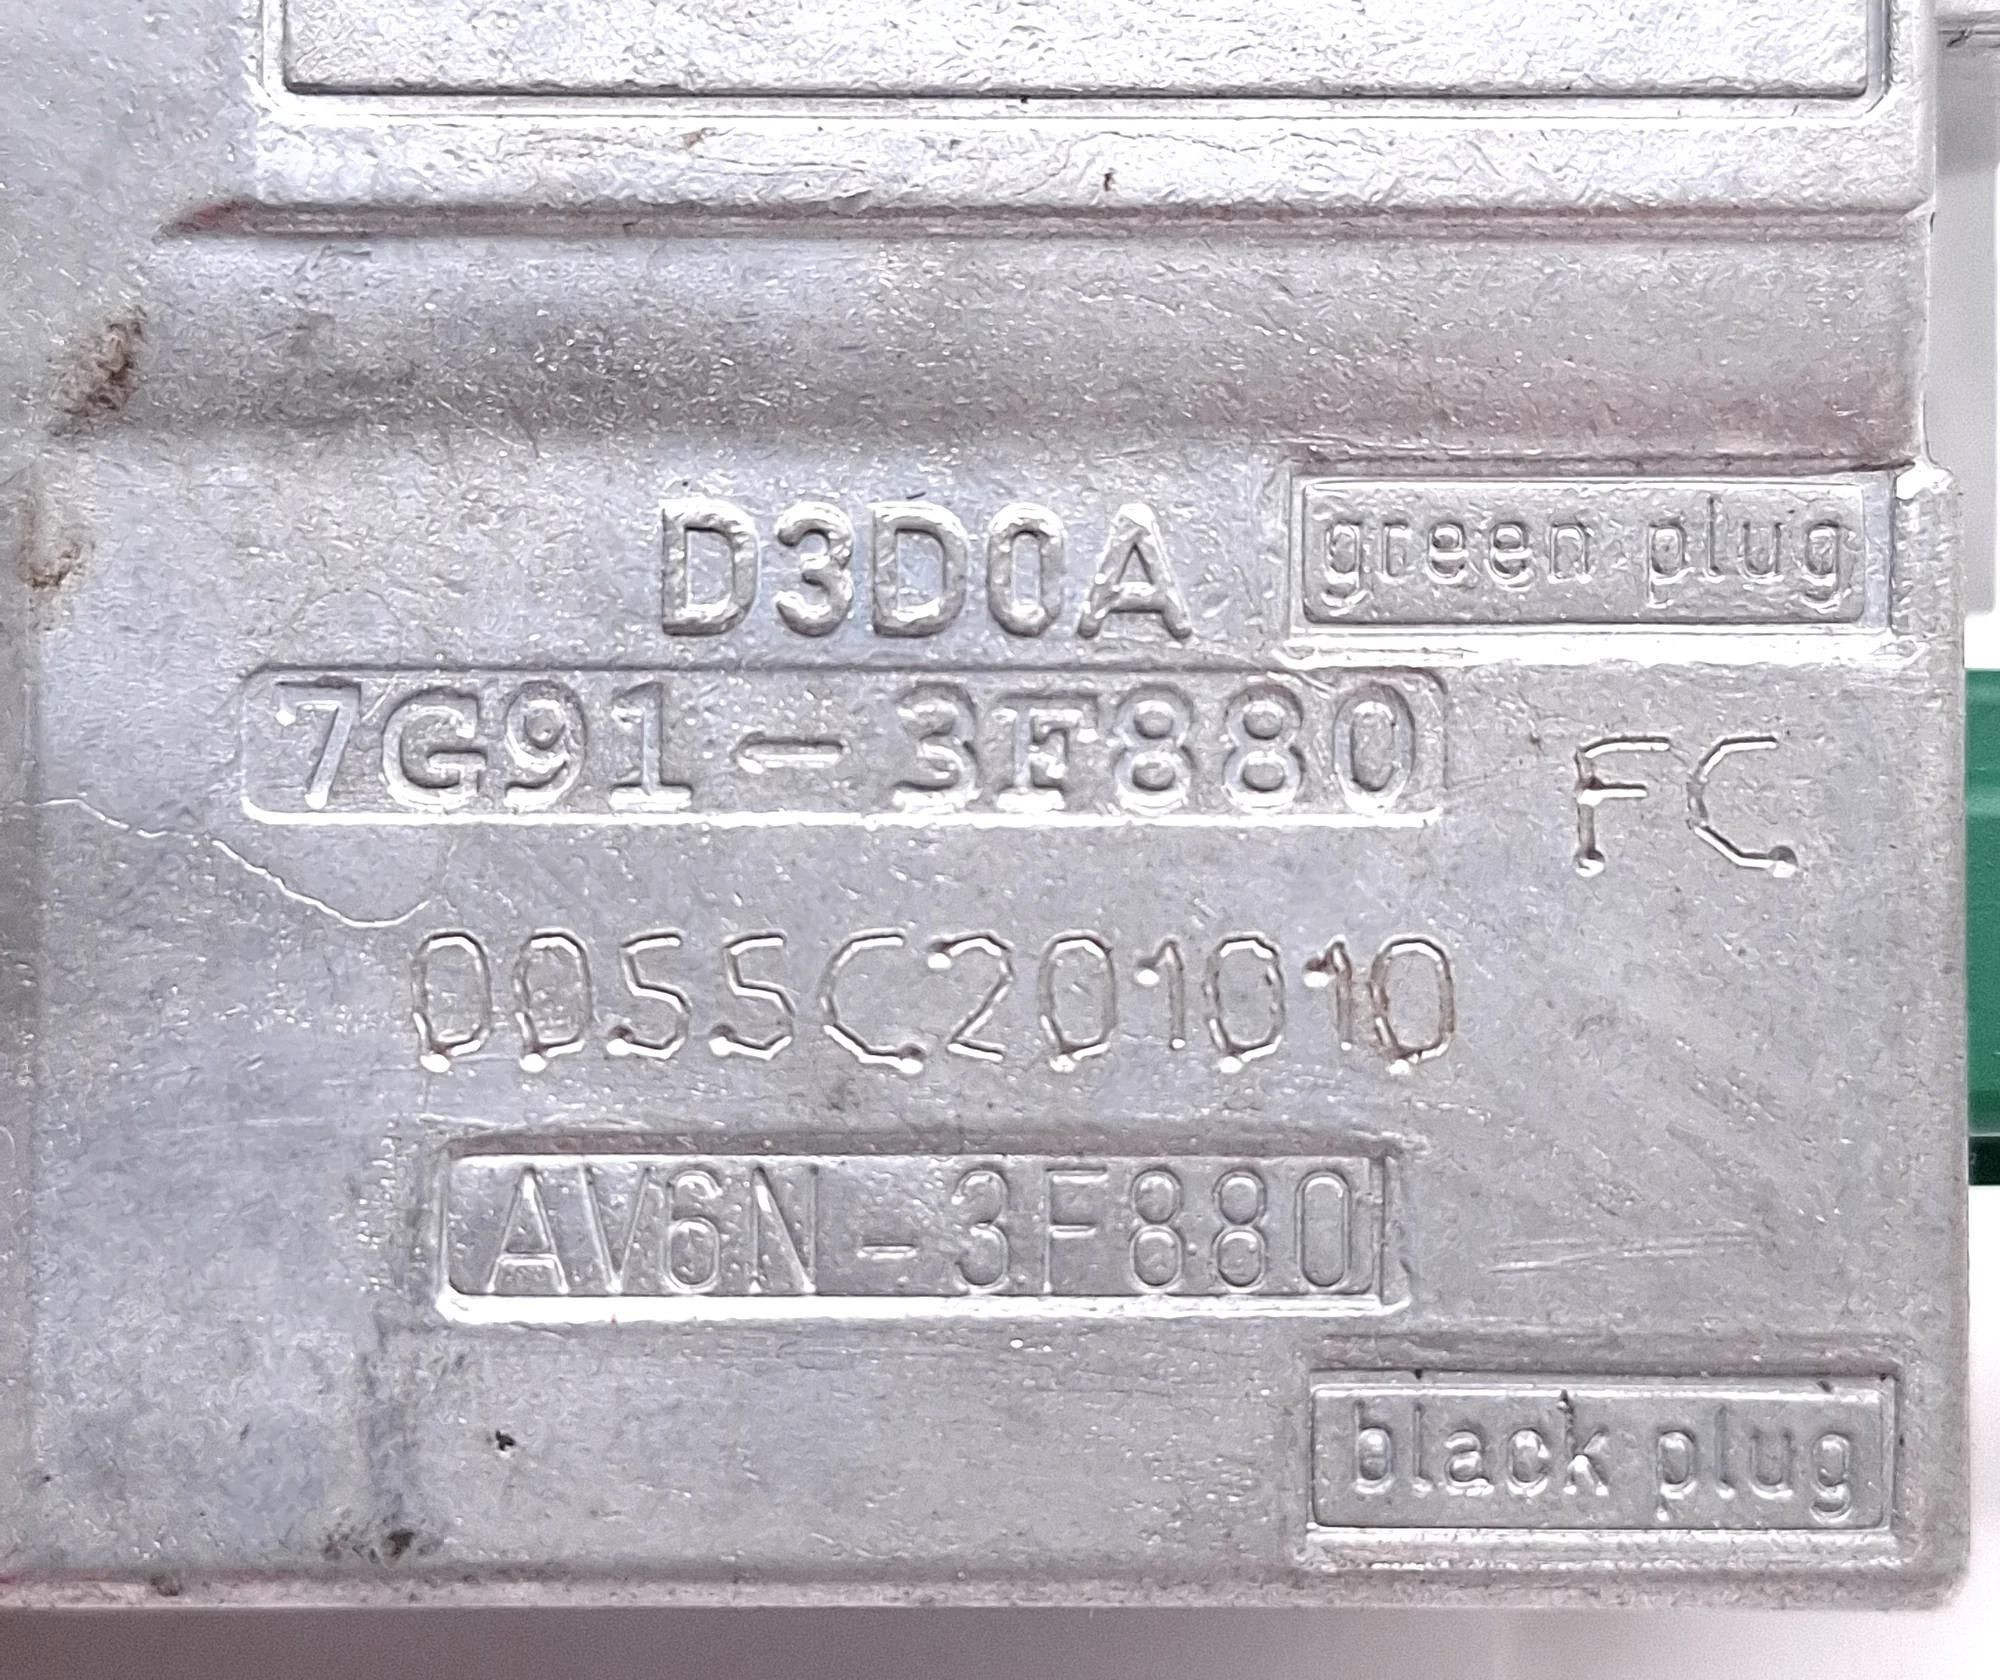 D3D0A
green plug
7G91-3F880
FC
0055C201010
AV6N-3F880
black plug